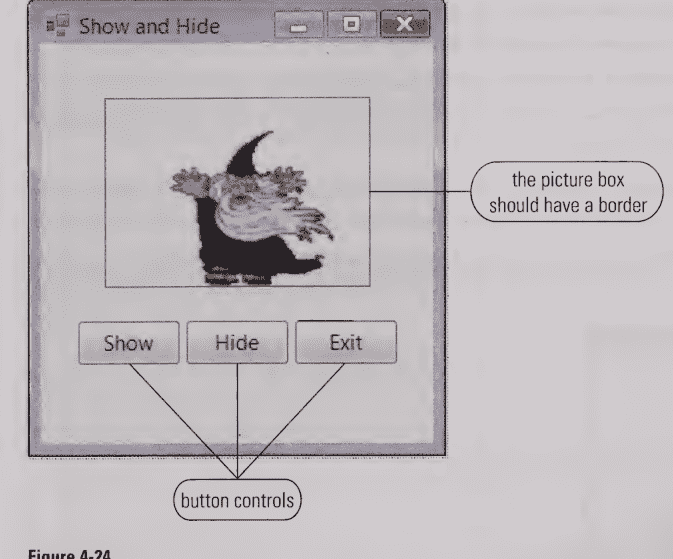 Show and Hide
the picture box
should have a border
Show Hide Exit
button controls
Figure 4-24